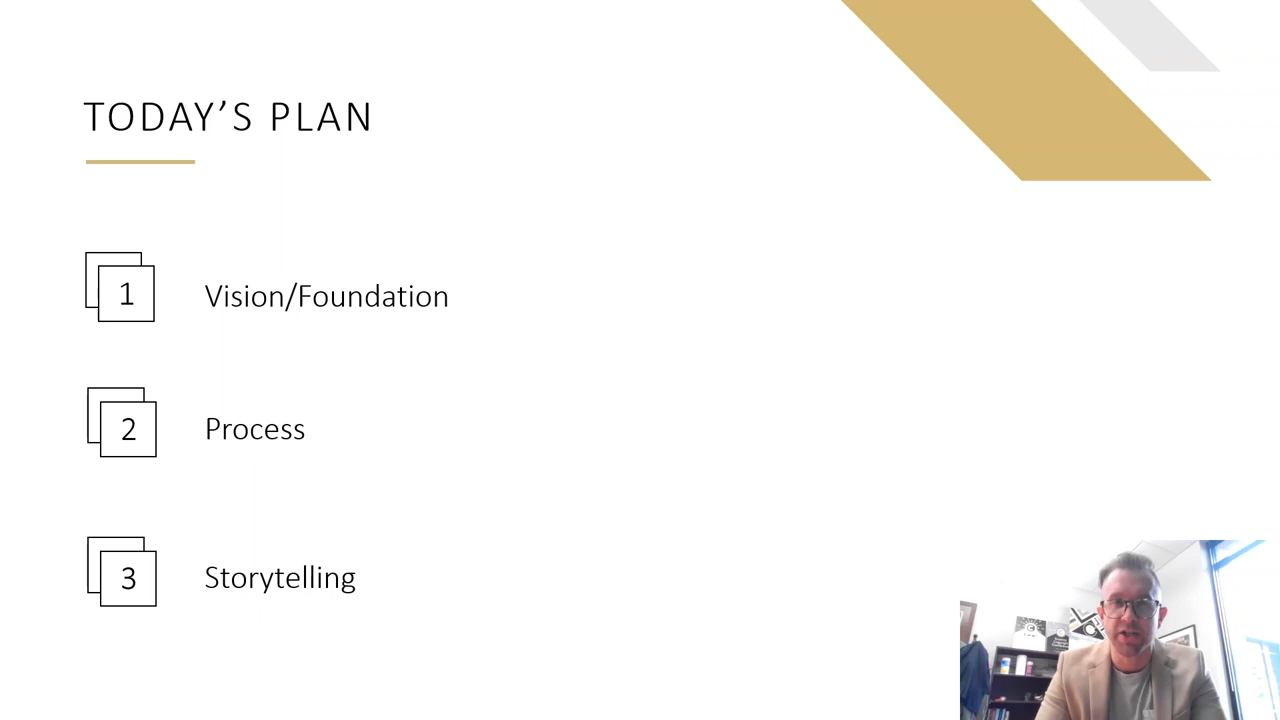 TODAY’S PLAN
1
Vision/Foundation
2
Process
3
Storytelling